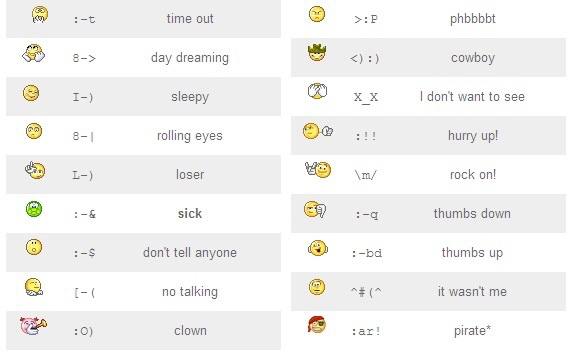 :-t time out
8-> day dreaming
I-) sleepy
8-| rolling eyes
L-) loser
:-& sick
:-$ don't tell anyone
[-( no talking
:O) clown
>:P phbbbbt
<):) cowboy
X_X I don't want to see
:!! hurry up!
\m/ rock on!
:-q thumbs down
:-bd thumbs up
^#(^ it wasn't me
:ar! pirate*